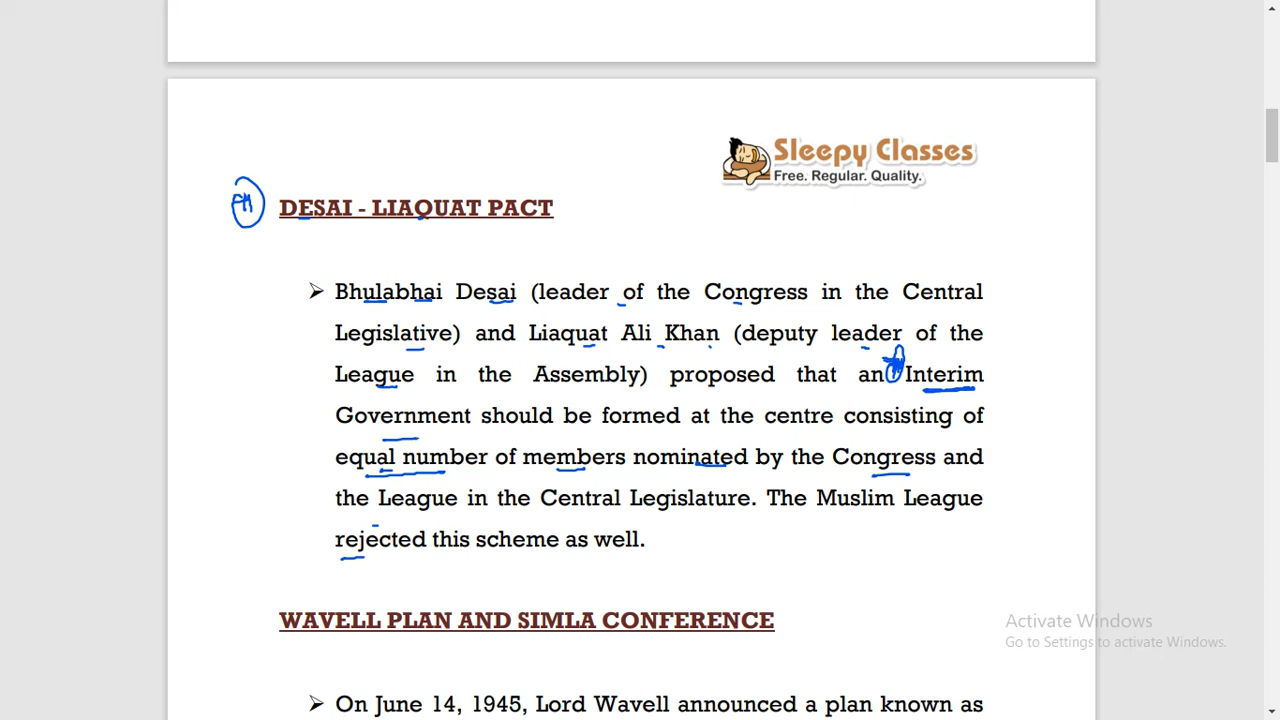 Sleepy Classes
Free. Regular. Quality.
DESAI - LIAQUAT PACT
➢ Bhulabhai Desai (leader of the Congress in the Central
Legislative) and Liaquat Ali Khan (deputy leader of the
League in the Assembly) proposed that an Interim
Government should be formed at the centre consisting of
equal number of members nominated by the Congress and
the League in the Central Legislature. The Muslim League
rejected this scheme as well.
WAVELL PLAN AND SIMLA CONFERENCE
Activate Windows
Go to Settings to activate Windows.
➢ On June 14, 1945, Lord Wavell announced a plan known as